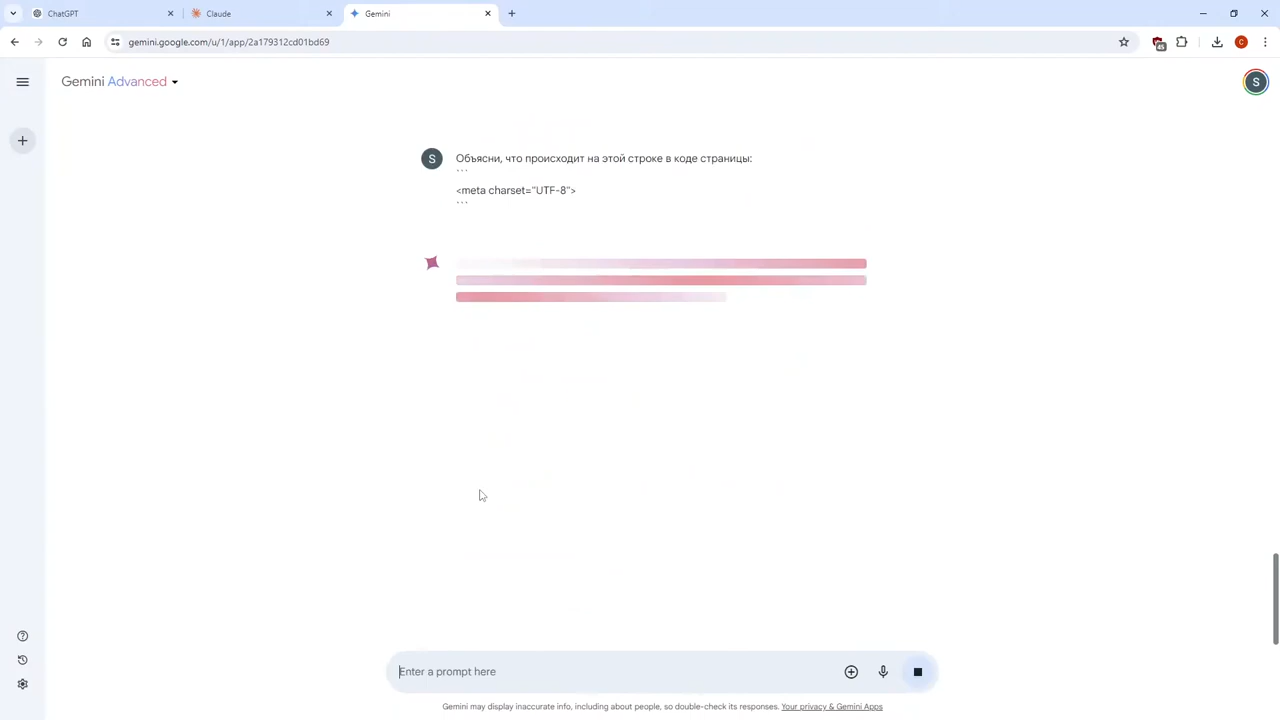 ChatGPT
Claude
Gemini
gemini.google.com/u/1/app/2a179312cd01bd69
45
C
Gemini Advanced
S
S
Объясни, что происходит на этой строке в коде страницы:
```
<meta charset="UTF-8">
```
Enter a prompt here
Gemini may display inaccurate info, including about people, so double-check its responses. Your privacy & Gemini Apps